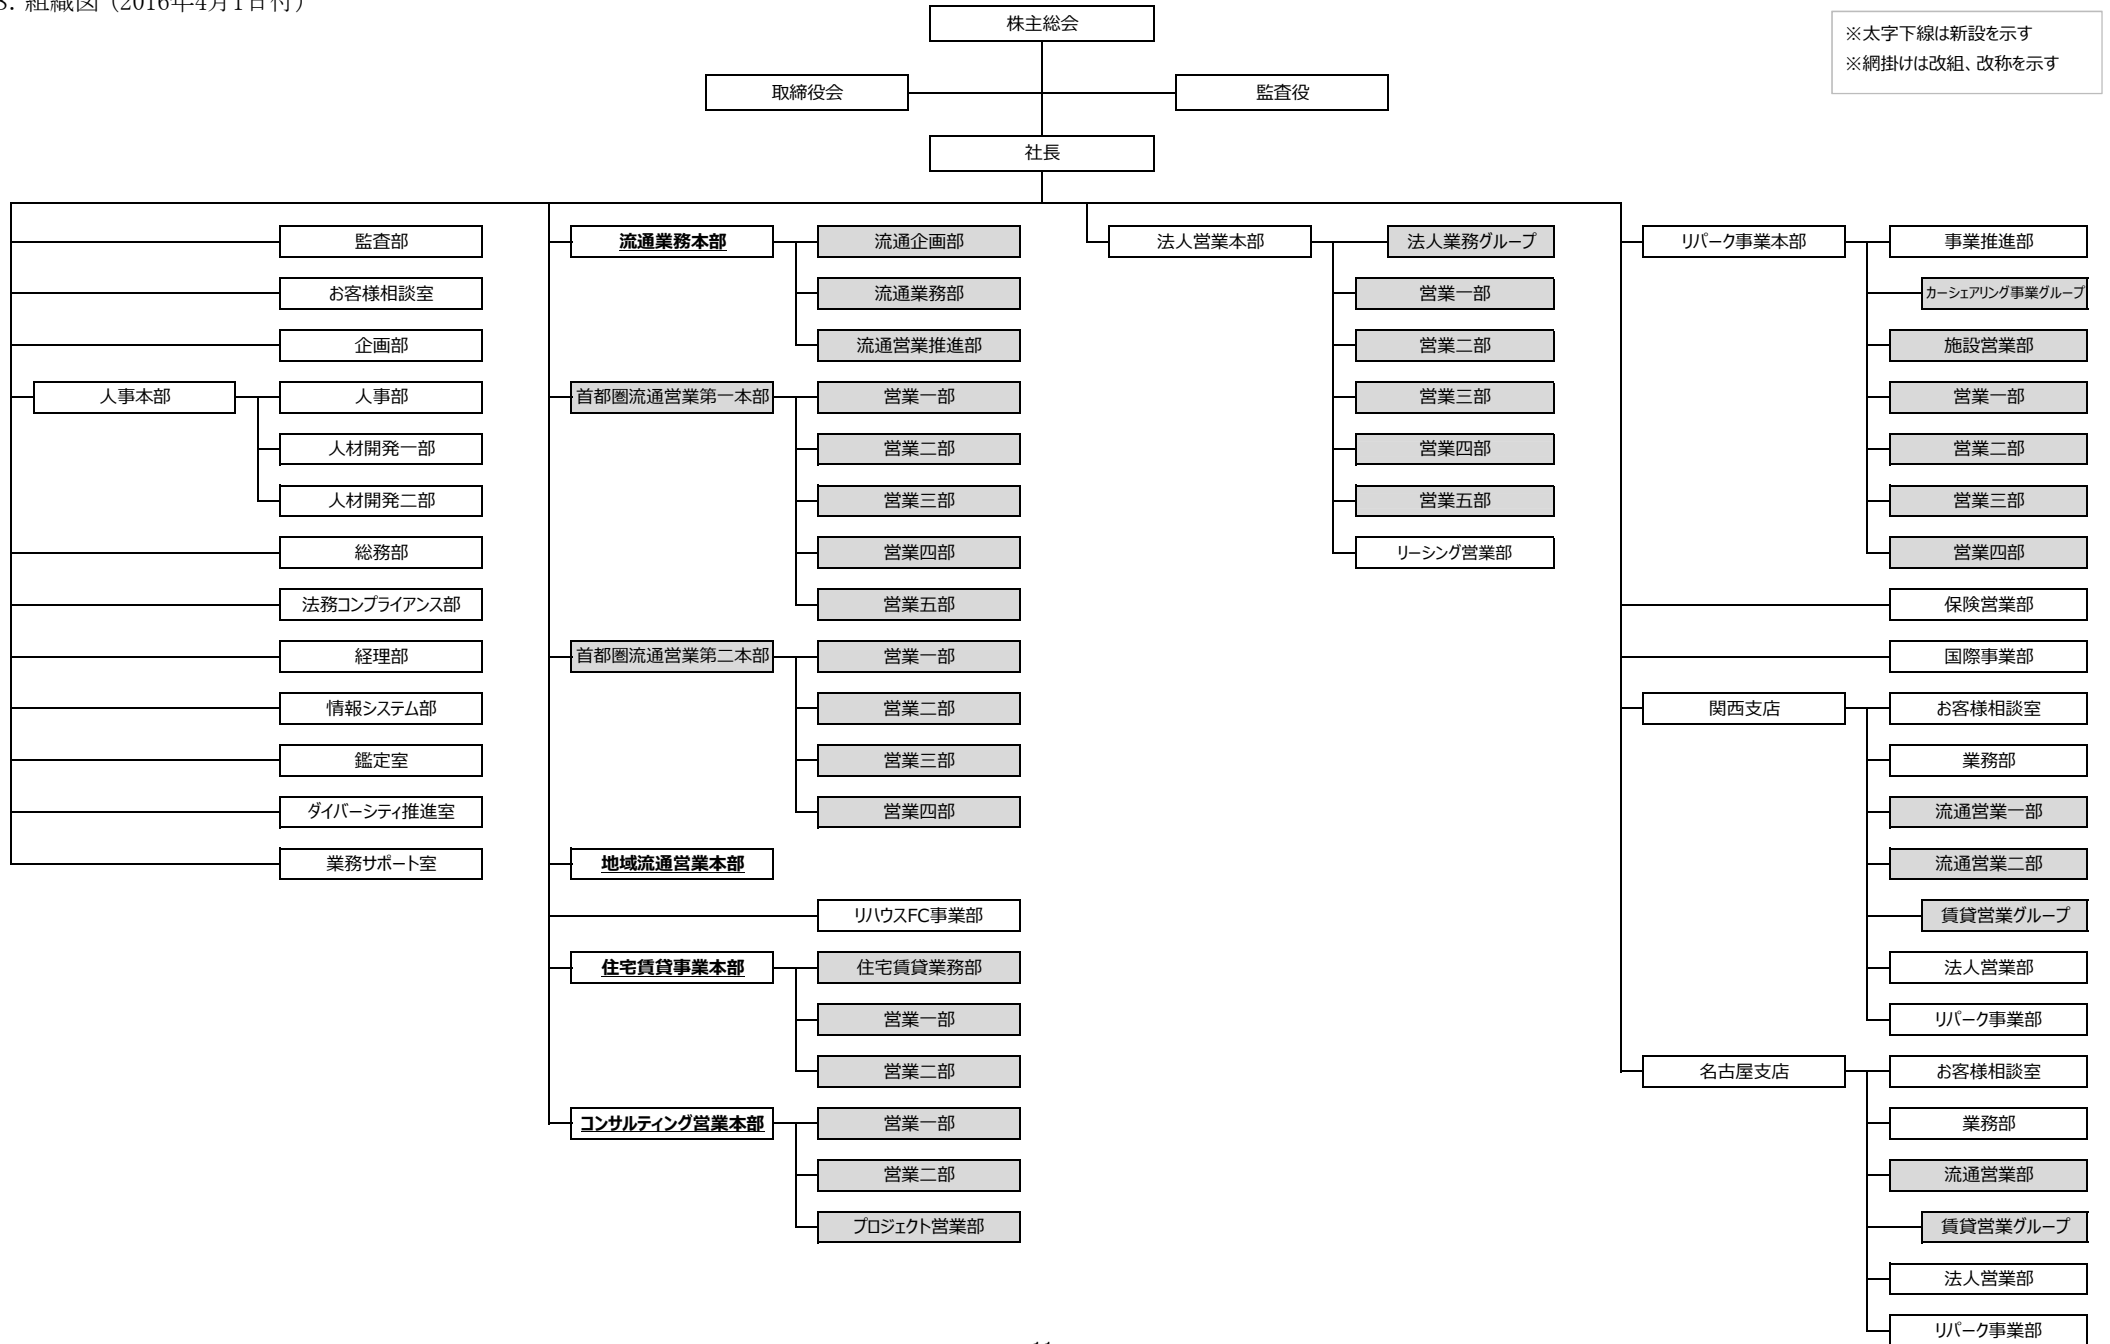 8. 組織図（2016年4月1日付）
株主総会
※太字下線は新設を示す
※網掛けは改組、改称を示す
取締役会
監査役
社長
監査部
お客様相談室
企画部
人事本部
人事部
人材開発一部
人材開発二部
総務部
法務コンプライアンス部
経理部
情報システム部
鑑定室
ダイバーシティ推進室
業務サポート室
流通業務本部
流通企画部
流通業務部
流通営業推進部
首都圏流通営業第一本部
営業一部
営業二部
営業三部
営業四部
営業五部
首都圏流通営業第二本部
営業一部
営業二部
営業三部
営業四部
地域流通営業本部
リハウスFC事業部
住宅賃貸事業本部
住宅賃貸業務部
営業一部
営業二部
コンサルティング営業本部
営業一部
営業二部
プロジェクト営業部
法人営業本部
法人業務グループ
営業一部
営業二部
営業三部
営業四部
営業五部
リーシング営業部
リパーク事業本部
事業推進部
カーシェアリング事業グループ
施設営業部
営業一部
営業二部
営業三部
営業四部
保険営業部
国際事業部
関西支店
お客様相談室
業務部
流通営業一部
流通営業二部
賃貸営業グループ
法人営業部
リパーク事業部
名古屋支店
お客様相談室
業務部
流通営業部
賃貸営業グループ
法人営業部
リパーク事業部